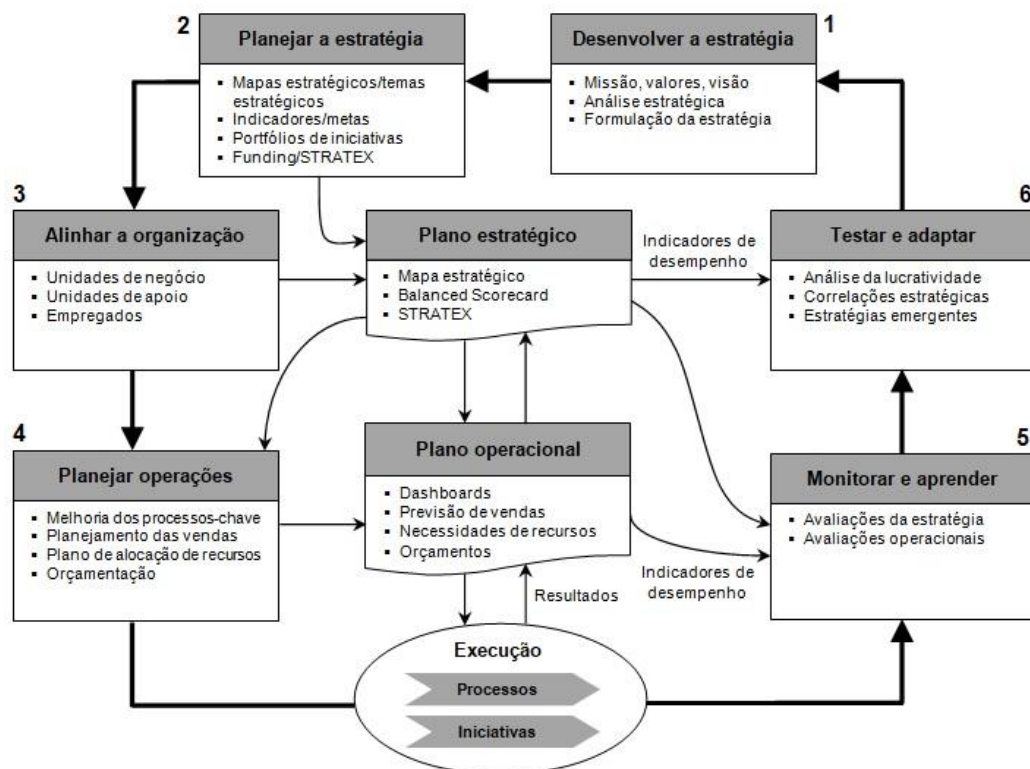 2
Planejar a estratégia
▪ Mapas estratégicos/temas
estratégicos
▪ Indicadores/metas
▪ Portfólios de iniciativas
▪ Funding/STRATEX
1
Desenvolver a estratégia
▪ Missão, valores, visão
▪ Análise estratégica
▪ Formulação da estratégia
3
Alinhar a organização
▪ Unidades de negócio
▪ Unidades de apoio
▪ Empregados
Plano estratégico
▪ Mapa estratégico
▪ Balanced Scorecard
▪ STRATEX
Indicadores de
desempenho
6
Testar e adaptar
▪ Análise da lucratividade
▪ Correlações estratégicas
▪ Estratégias emergentes
4
Planejar operações
▪ Melhoria dos processos-chave
▪ Planejamento das vendas
▪ Plano de alocação de recursos
▪ Orçamentação
Plano operacional
▪ Dashboards
▪ Previsão de vendas
▪ Necessidades de recursos
▪ Orçamentos
Indicadores de
desempenho
5
Monitorar e aprender
▪ Avaliações da estratégia
▪ Avaliações operacionais
Resultados
Execução
Processos
Iniciativas